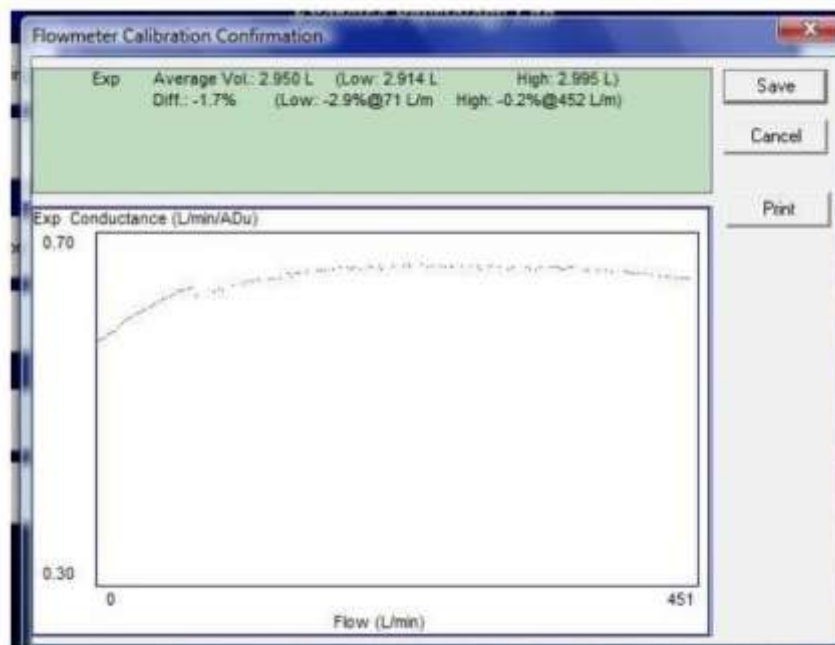 Flowmeter Calibration Confirmation
Exp Average Vol.: 2.950 L (Low: 2.914 L High: 2.995 L)
Diff.: -1.7% (Low: -2.9%@71 L/m High: -0.2%@452 L/m)
Save
Cancel
Print
Exp Conductance (L/min/ADu)
0.70
0.30
0
451
Flow (L/min)